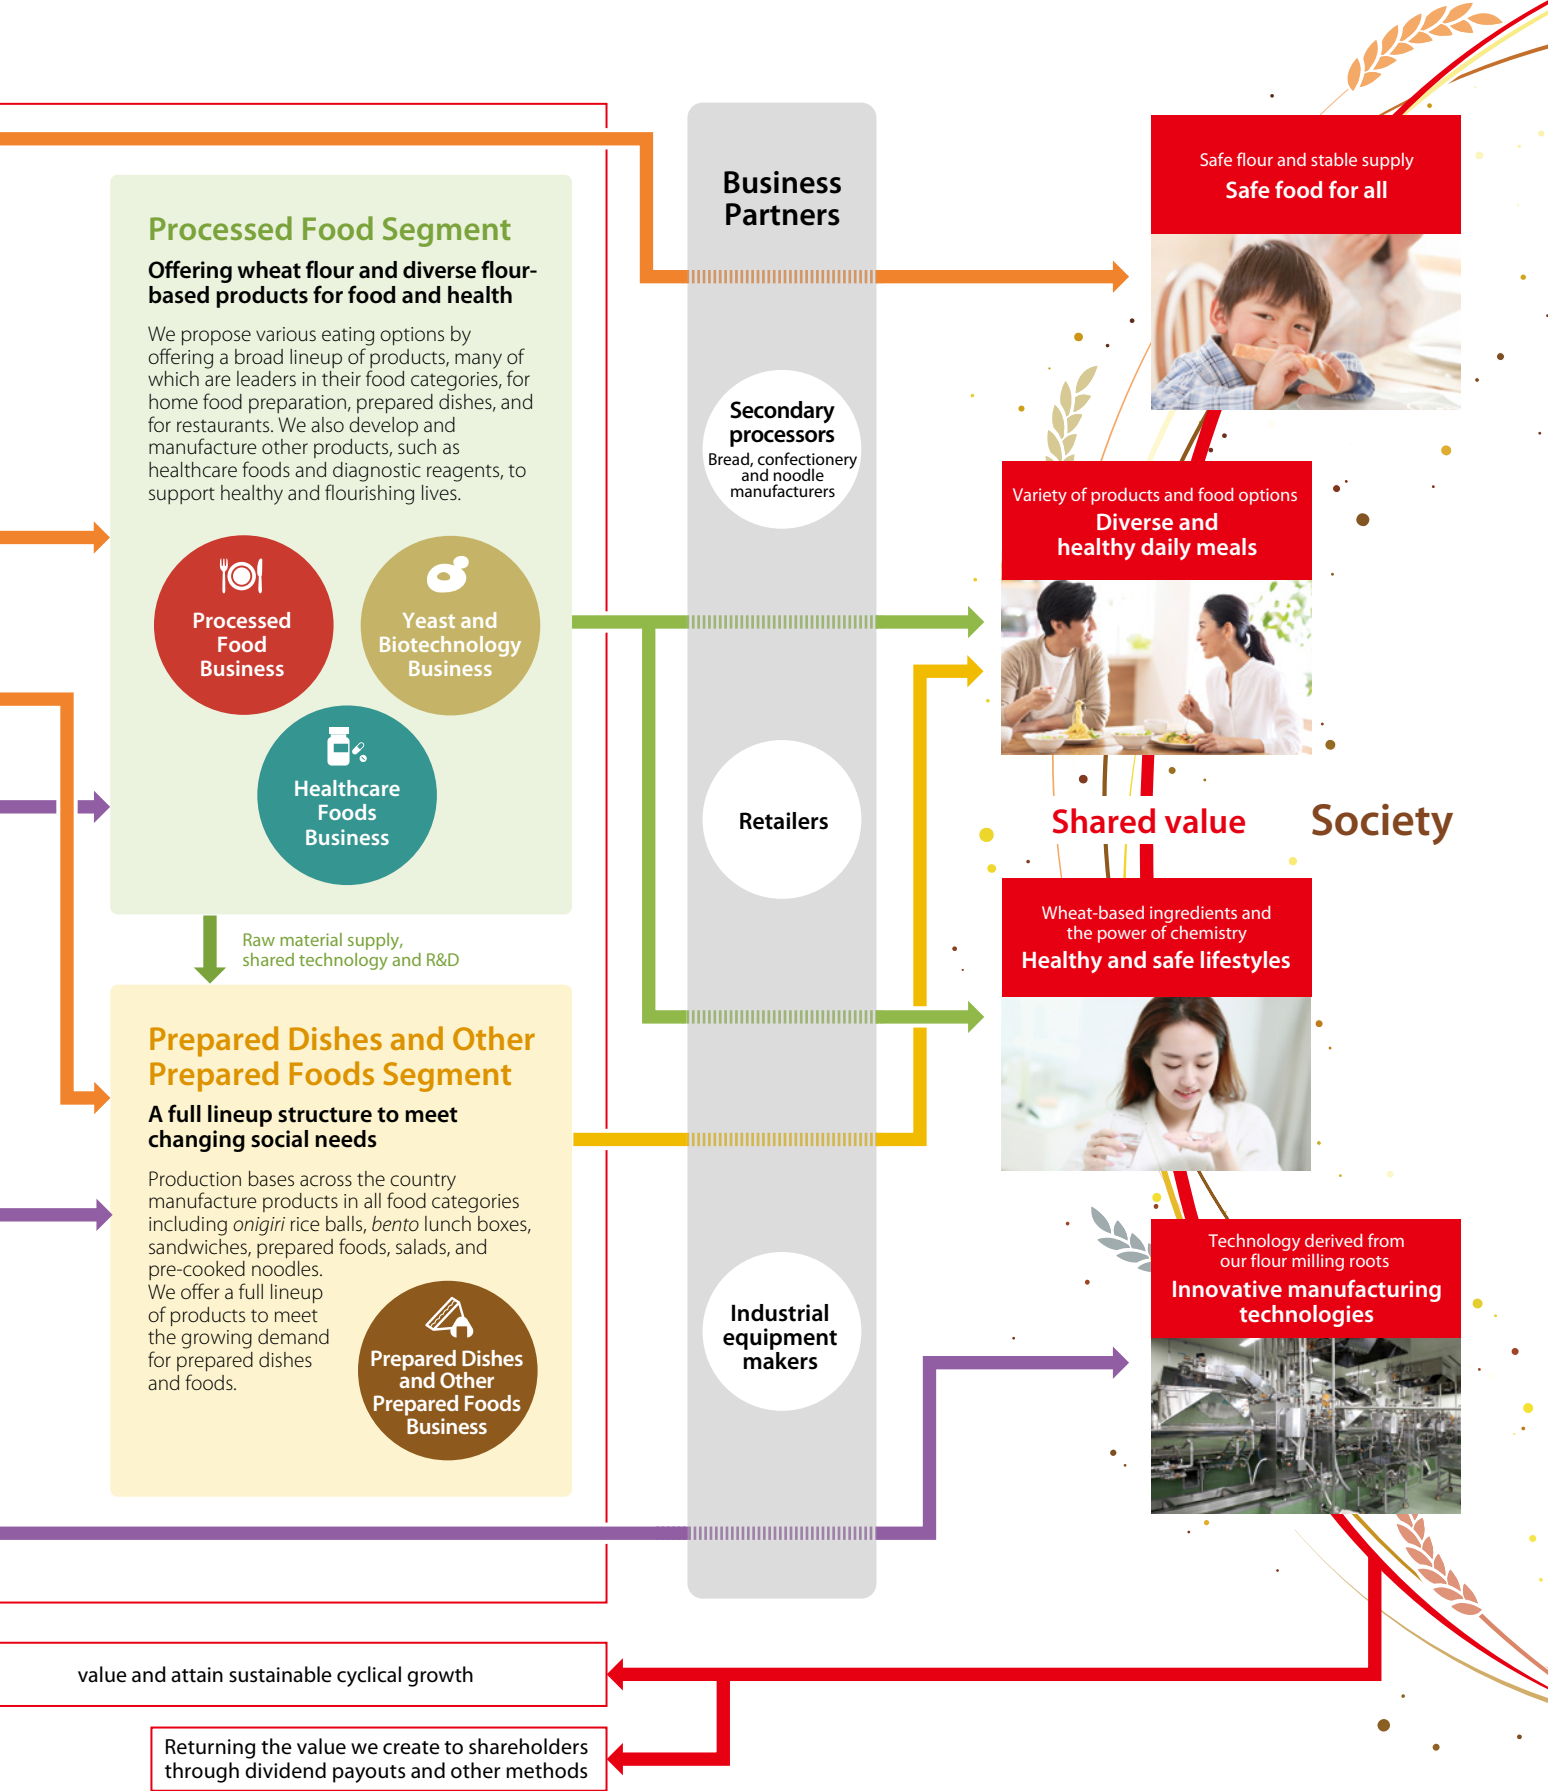 Processed Food Segment
Offering wheat flour and diverse flour-
based products for food and health
We propose various eating options by
offering a broad lineup of products, many of
which are leaders in their food categories, for
home food preparation, prepared dishes, and
for restaurants. We also develop and
manufacture other products, such as
healthcare foods and diagnostic reagents, to
support healthy and flourishing lives.
Processed
Food
Business
Yeast and
Biotechnology
Business
Healthcare
Foods
Business
Raw material supply,
shared technology and R&D
Prepared Dishes and Other
Prepared Foods Segment
A full lineup structure to meet
changing social needs
Production bases across the country
manufacture products in all food categories
including onigiri rice balls, bento lunch boxes,
sandwiches, prepared foods, salads, and
pre-cooked noodles.
We offer a full lineup
of products to meet
the growing demand
for prepared dishes
and foods.
Prepared Dishes
and Other
Prepared Foods
Business
Business
Partners
Secondary
processors
Bread, confectionery
and noodle
manufacturers
Retailers
Industrial
equipment
makers
Safe flour and stable supply
Safe food for all
Variety of products and food options
Diverse and
healthy daily meals
Shared value
Society
Wheat-based ingredients and
the power of chemistry
Healthy and safe lifestyles
Technology derived from
our flour milling roots
Innovative manufacturing
technologies
value and attain sustainable cyclical growth
Returning the value we create to shareholders
through dividend payouts and other methods